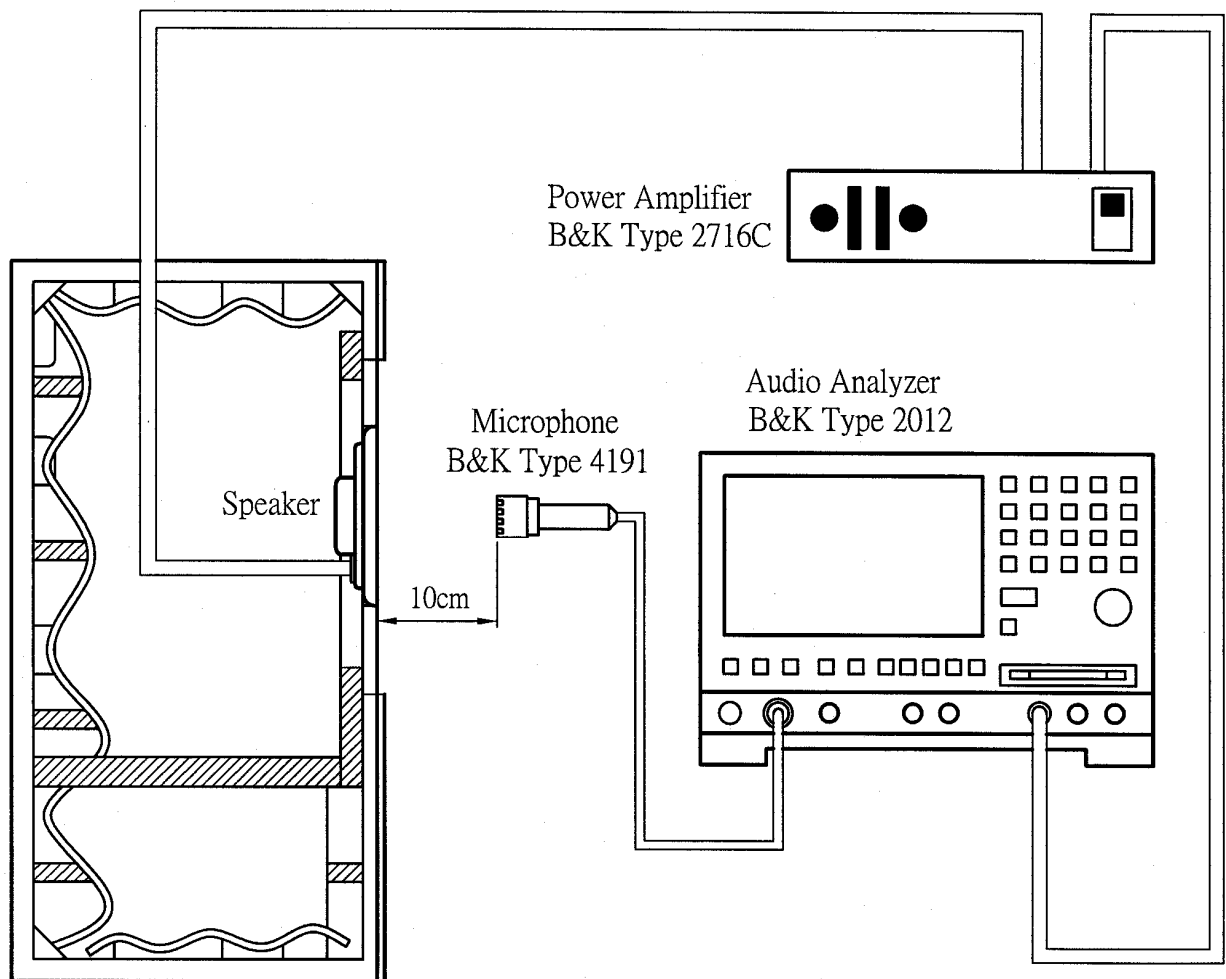 Power Amplifier
B&K Type 2716C
Audio Analyzer
B&K Type 2012
Microphone
B&K Type 4191
Speaker
10cm